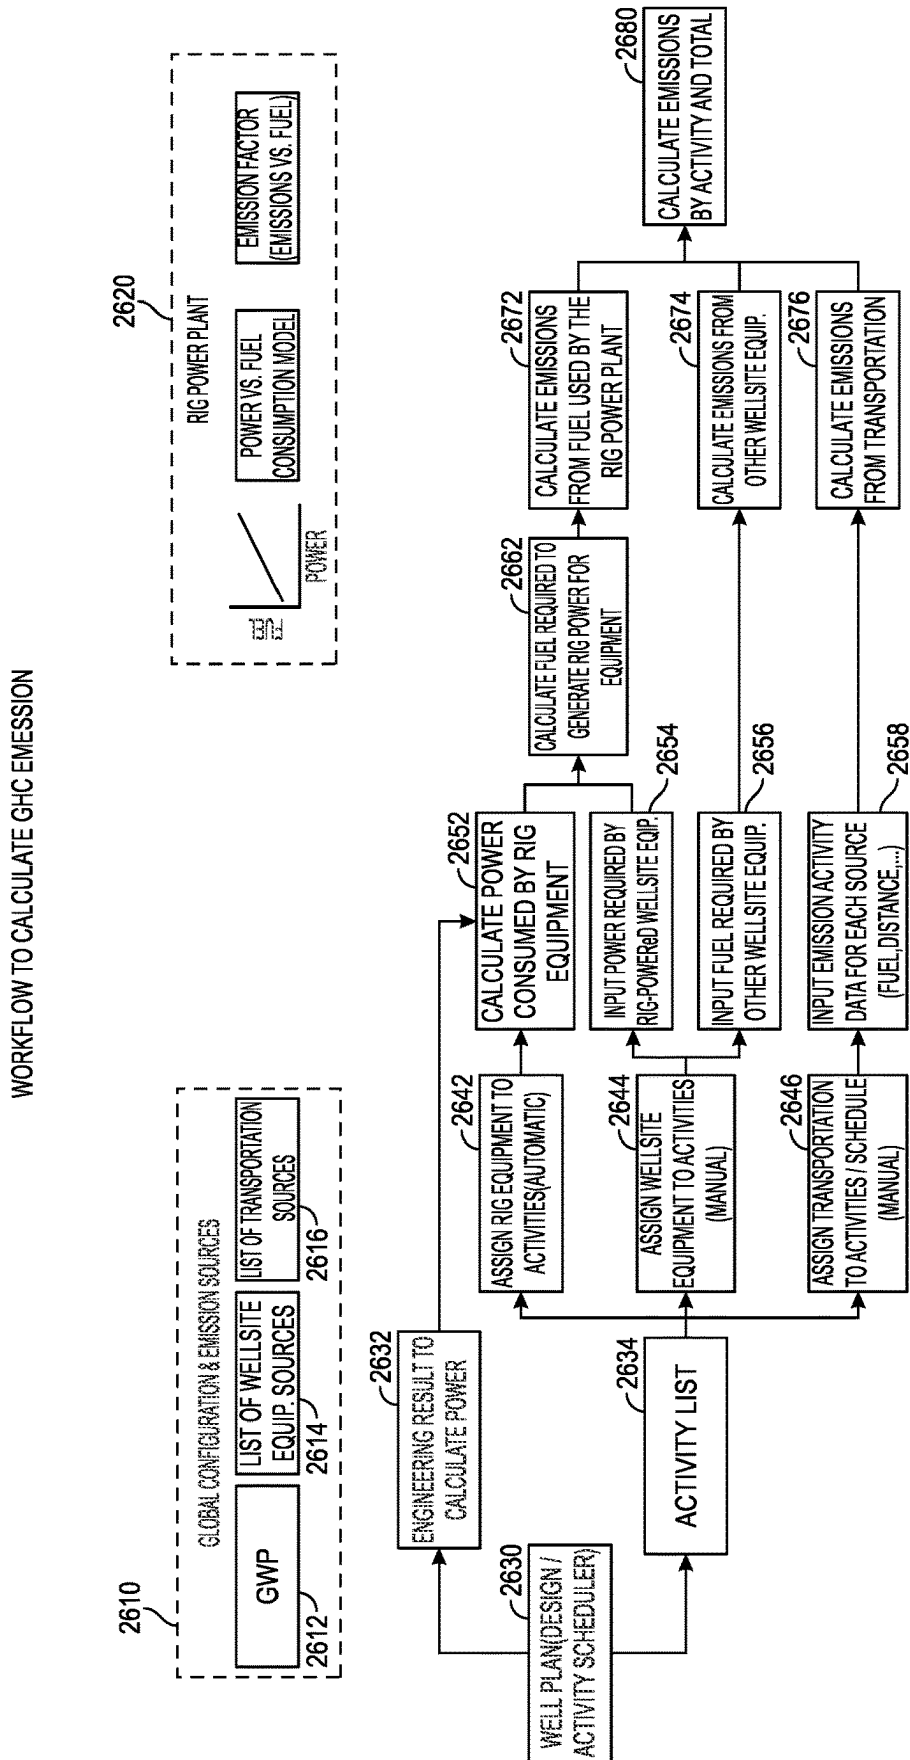 WORKFLOW TO CALCULATE GHC EMESSION
2610
GLOBAL CONFIGURATION & EMISSION SOURCES
GWP
2612
LIST OF WELLSITE
EQUIP. SOURCES
2614
LIST OF TRANSPORTATION
SOURCES
2616
2620
RIG POWER PLANT
FUEL
POWER
POWER VS. FUEL
CONSUMPTION MODEL
EMISSION FACTOR
(EMISSIONS VS. FUEL)
2630
WELL PLAN(DESIGN /
ACTIVITY SCHEDULER)
2632
ENGINEERING RESULT TO
CALCULATE POWER
2634
ACTIVITY LIST
2642
ASSIGN RIG EQUIPMENT TO
ACTIVITIES(AUTOMATIC)
2644
ASSIGN WELLSITE
EQUIPMENT TO ACTIVITIES
(MANUAL)
2646
ASSIGN TRANSPORTATION
TO ACTIVITIES / SCHEDULE
(MANUAL)
2652
CALCULATE POWER
CONSUMED BY RIG
EQUIPMENT
2654
INPUT POWER REQUIRED BY
RIG-POWEReD WELLSITE EQIP.
2656
INPUT FUEL REQUIRED BY
OTHER WELLSITE EQUIP.
2658
INPUT EMISSION ACTIVITY
DATA FOR EACH SOURCE
(FUEL,DISTANCE,...)
2662
CALCULATE FUEL REQUIRED TO
GENERATE RIG POWER FOR
EQUIPMENT
2672
CALCULATE EMISSIONS
FROM FUEL USED BY THE
RIG POWER PLANT
2674
CALCULATE EMISSIONS FROM
OTHER WELLSITE EQUIP.
2676
CALCULATE EMISSIONS
FROM TRANSPORTATION
2680
CALCULATE EMISSIONS
BY ACTIVITY AND TOTAL